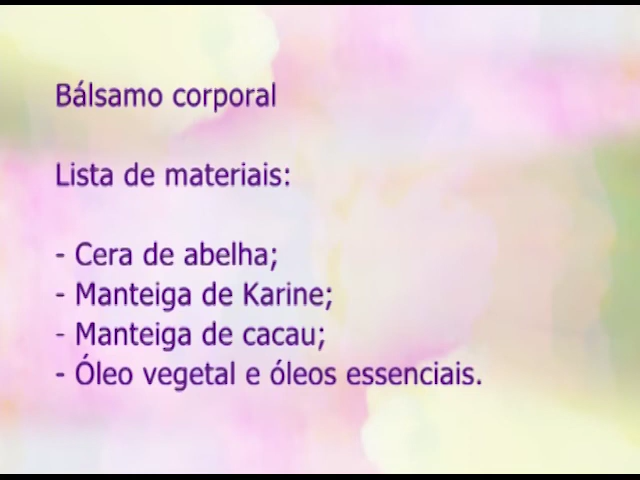 Bálsamo corporal
Lista de materiais:
- Cera de abelha;
- Manteiga de Karine;
- Manteiga de cacau;
- Óleo vegetal e óleos essenciais.